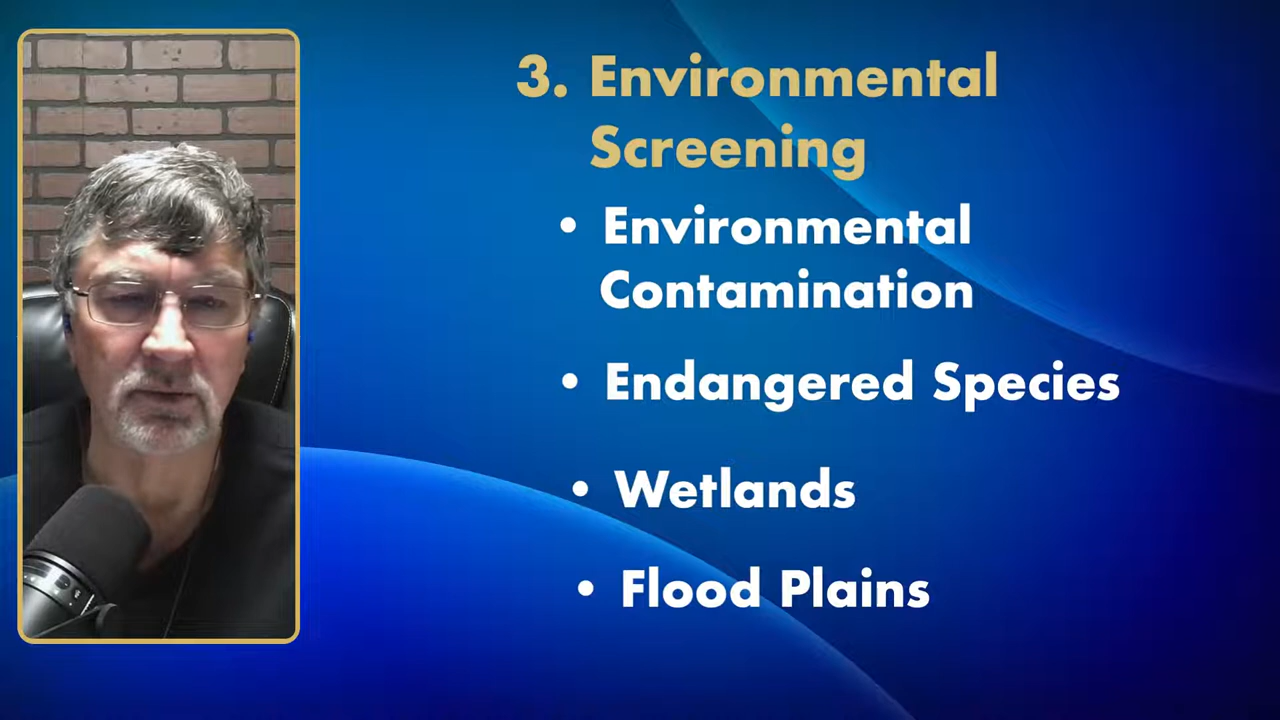 3. Environmental
Screening
• Environmental
Contamination
• Endangered Species
• Wetlands
• Flood Plains